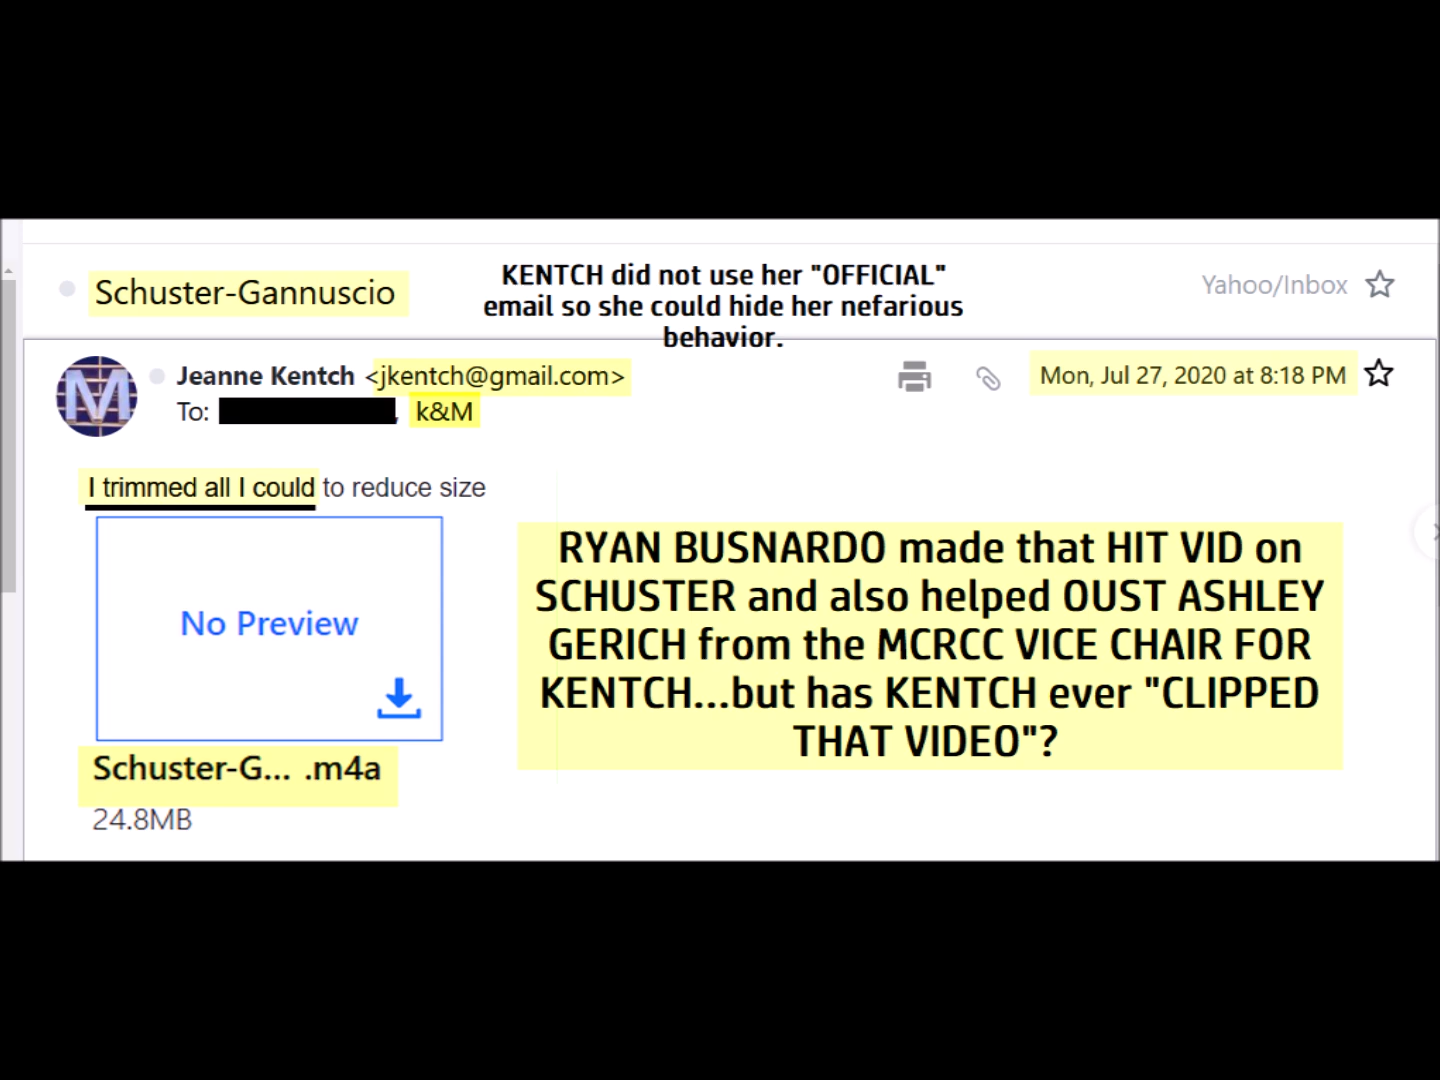 Schuster-Gannuscio
KENTCH did not use her "OFFICIAL"
email so she could hide her nefarious
behavior.
Yahoo/Inbox
M
Jeanne Kentch <jkentch@gmail.com>
Mon, Jul 27, 2020 at 8:18 PM
To: , k&M
I trimmed all I could to reduce size
No Preview
Schuster-G... .m4a
24.8MB
RYAN BUSNARDO made that HIT VID on
SCHUSTER and also helped OUST ASHLEY
GERICH from the MCRCC VICE CHAIR FOR
KENTCH...but has KENTCH ever "CLIPPED
THAT VIDEO"?